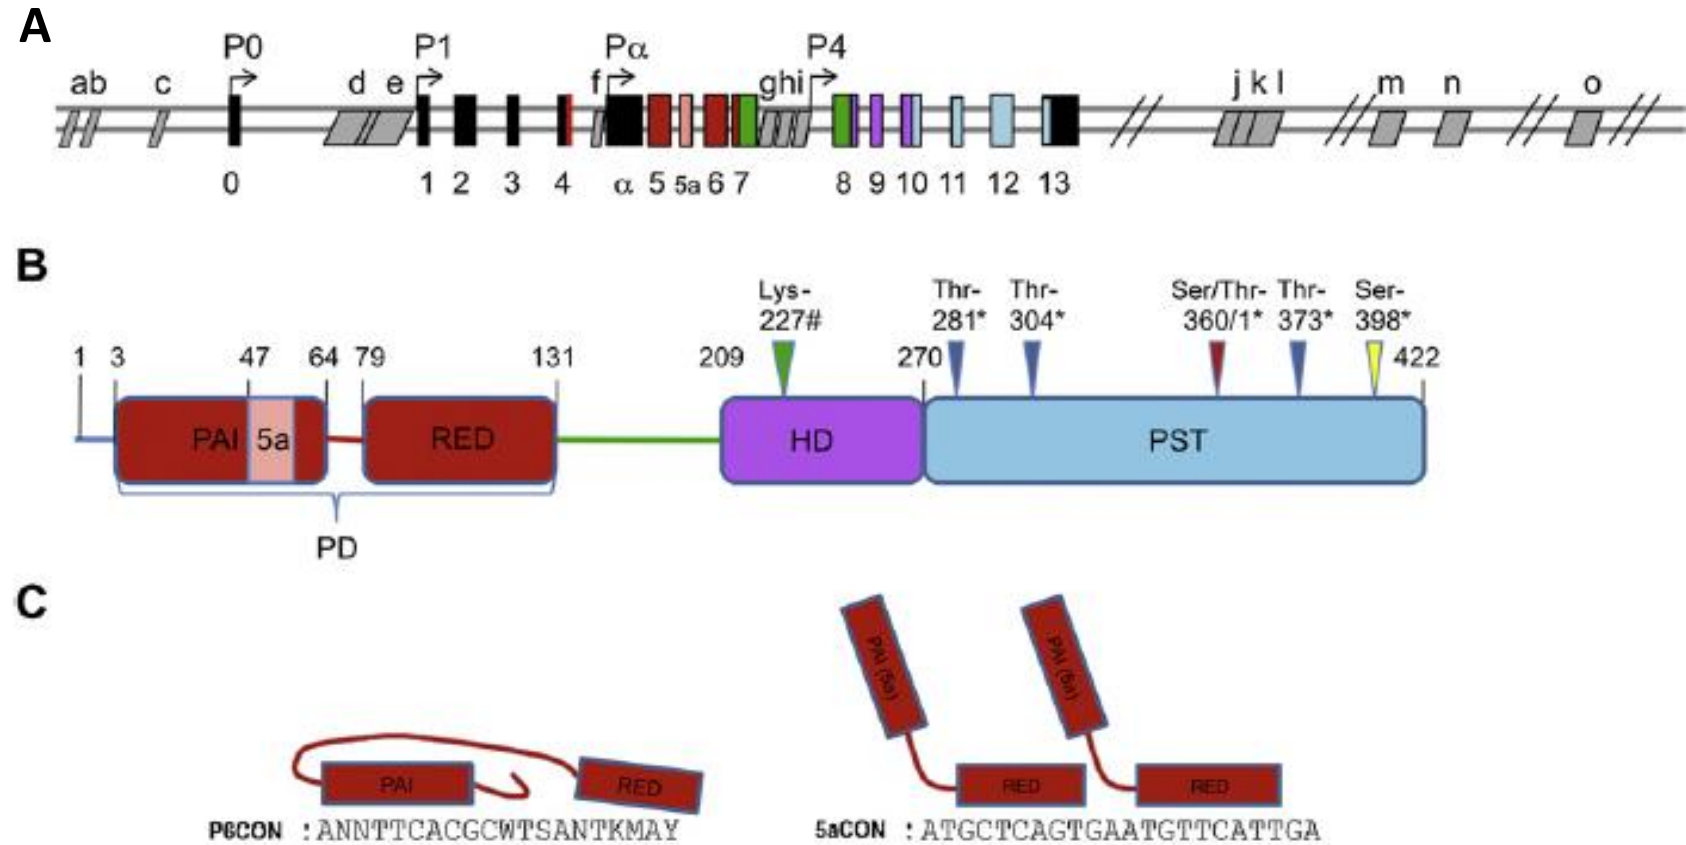 A
P0 P1 Pα P4
ab c d e f ghi j k l m n o
0 1 2 3 4 α 5 5a 6 7 8 9 10 11 12 13
B
Lys-
227#
Thr-
281*
Thr-
304*
Ser/Thr-
360/1*
Thr-
373*
Ser-
398*
1 3 47 64 79 131 209 270 422
PAI 5a RED HD PST
PD
C
PAI RED
P6CON :ANNTTCACGCWTSANTKMAY
PAI (5a) PAI (5a)
RED RED
5aCON :ATGCTCAGTGAATGTTCATTGA